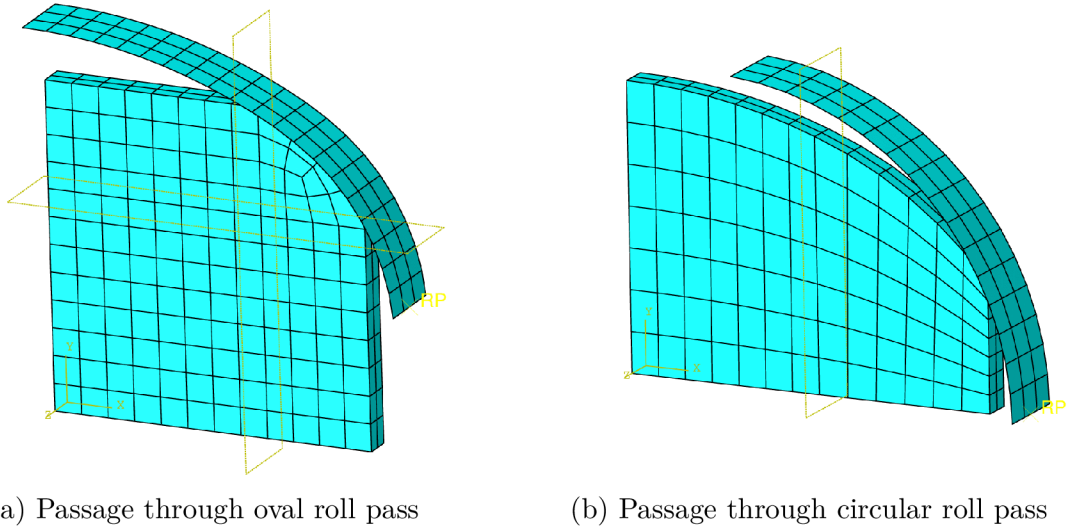 RP
Y
X
Z
RP
Y
X
Z
a) Passage through oval roll pass
(b) Passage through circular roll pass